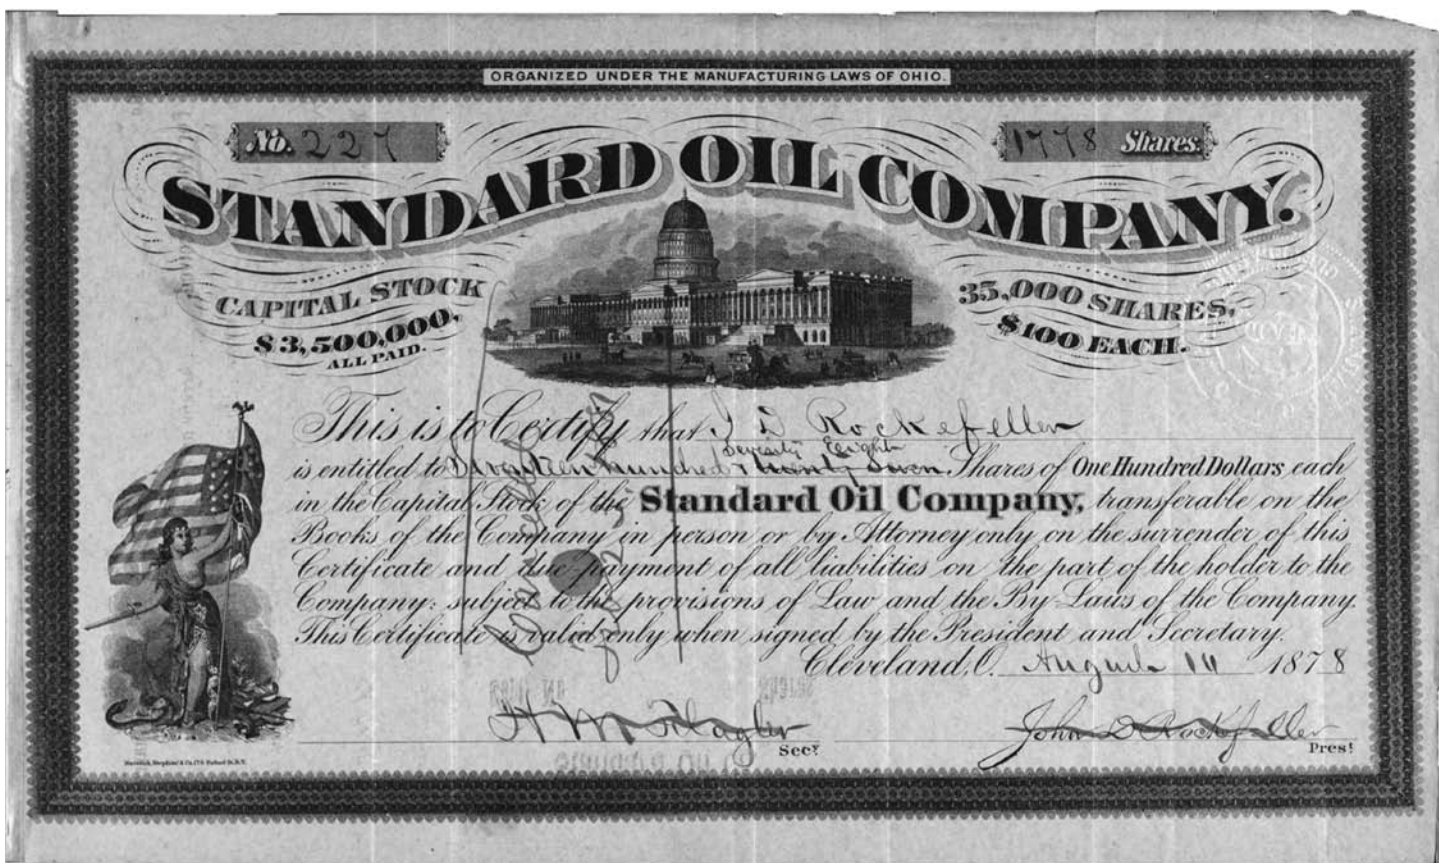 ORGANIZED UNDER THE MANUFACTURING LAWS OF OHIO.
No. 227
1778 Shares.
STANDARD OIL COMPANY.
CAPITAL STOCK
$3,500,000,
ALL PAID.
35,000 SHARES,
$100 EACH.
This is to Certify that J D Rockefeller
Seventy Eight
is entitled to Seventeen hundred & Shares of One Hundred Dollars each
in the Capital Stock of the Standard Oil Company, transferable on the
Books of the Company in person or by Attorney only on the surrender of this
Certificate and due payment of all liabilities on the part of the holder to the
Company: subject to the provisions of Law and the By-Laws of the Company.
This Certificate is valid only when signed by the President and Secretary.
Cleveland, O. August 10 1878
H M Flagler Secy
John D Rockefeller Prest
Cancelled